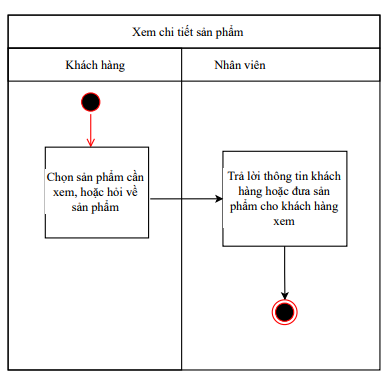 Xem chi tiết sản phẩm
Khách hàng
Nhân viên
Chọn sản phẩm cần
xem, hoặc hỏi về
sản phẩm
Trả lời thông tin khách
hàng hoặc đưa sản
phẩm cho khách hàng
xem